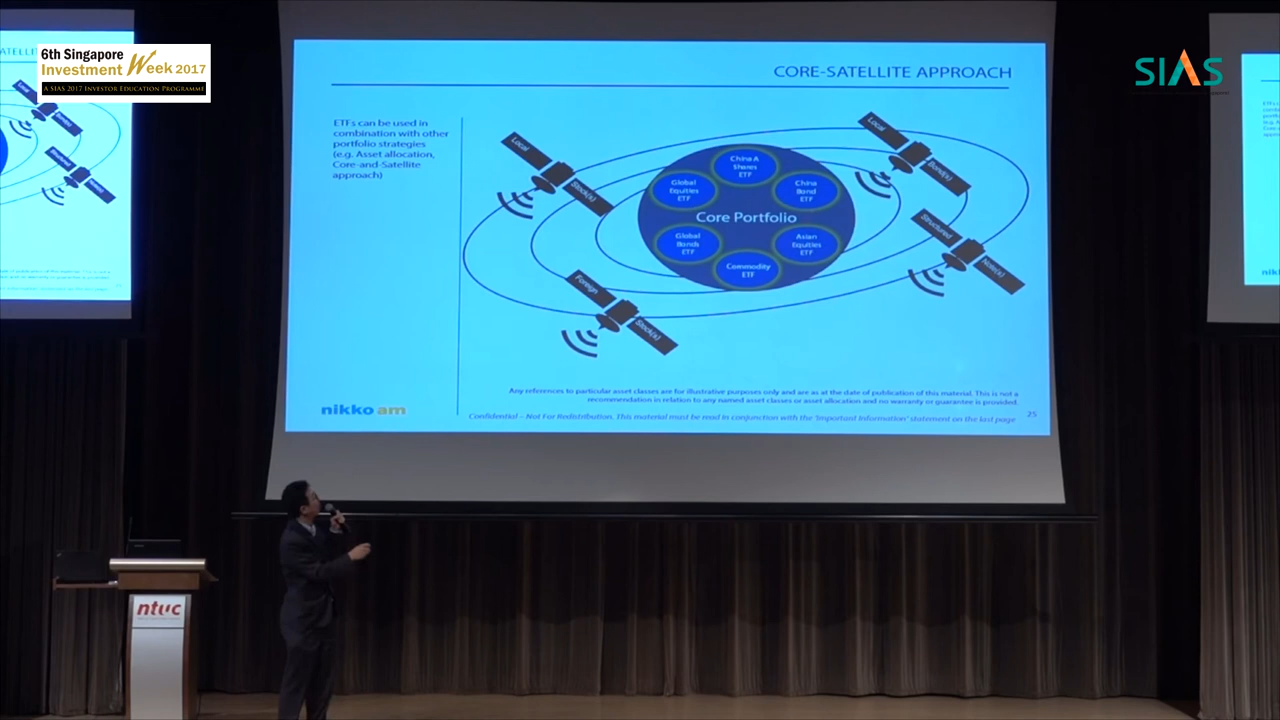 6th Singapore
Investment Week 2017
A SIAS 2017 INVESTOR EDUCATION PROGRAMME
SIAS
CORE-SATELLITE APPROACH
ETFs can be used in
combination with other
portfolio strategies
(e.g. Asset allocation,
Core-and-Satellite
approach)
Local
Stock(s)
Local
Bond(s)
Structured
Note(s)
Foreign
Stock(s)
China A
Shares
ETF
Global
Equities
ETF
China
Bond
ETF
Core Portfolio
Global
Bonds
ETF
Asian
Equities
ETF
Commodity
ETF
Any references to particular asset classes are for illustrative purposes only and are as at the date of publication of this material. This is not a
recommendation in relation to any named asset classes or asset allocation and no warranty or guarantee is provided.
nikko am
Confidential – Not For Redistribution. This material must be read in conjunction with the 'Important Information' statement on the last page
25
ntuc